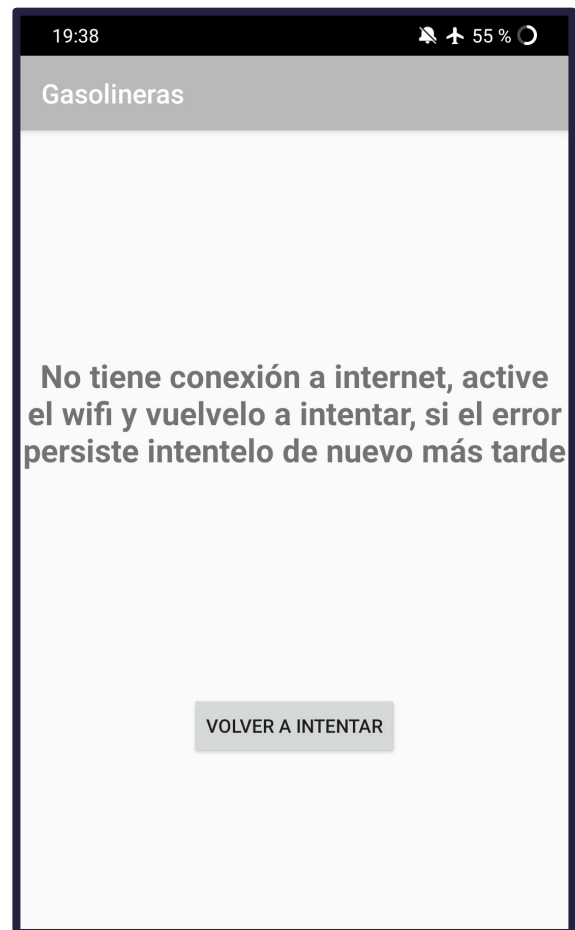 19:38 55 %
Gasolineras
No tiene conexión a internet, active
el wifi y vuelvelo a intentar, si el error
persiste intentelo de nuevo más tarde
VOLVER A INTENTAR